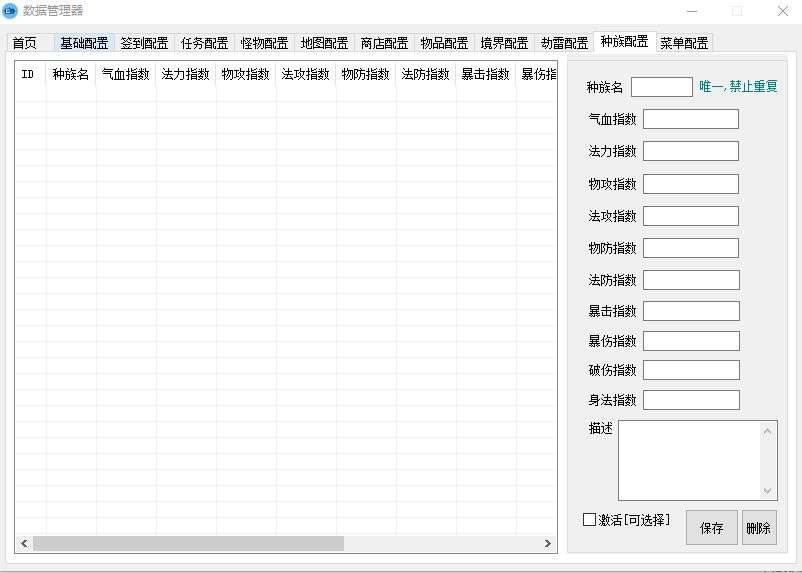 数据管理器
首页 基础配置 签到配置 任务配置 怪物配置 地图配置 商店配置 物品配置 境界配置 劫雷配置 种族配置 菜单配置
ID 种族名 气血指数 法力指数 物攻指数 法攻指数 物防指数 法防指数 暴击指数 暴伤指
种族名 唯一,禁止重复
气血指数
法力指数
物攻指数
法攻指数
物防指数
法防指数
暴击指数
暴伤指数
破伤指数
身法指数
描述
激活[可选择] 保存 删除